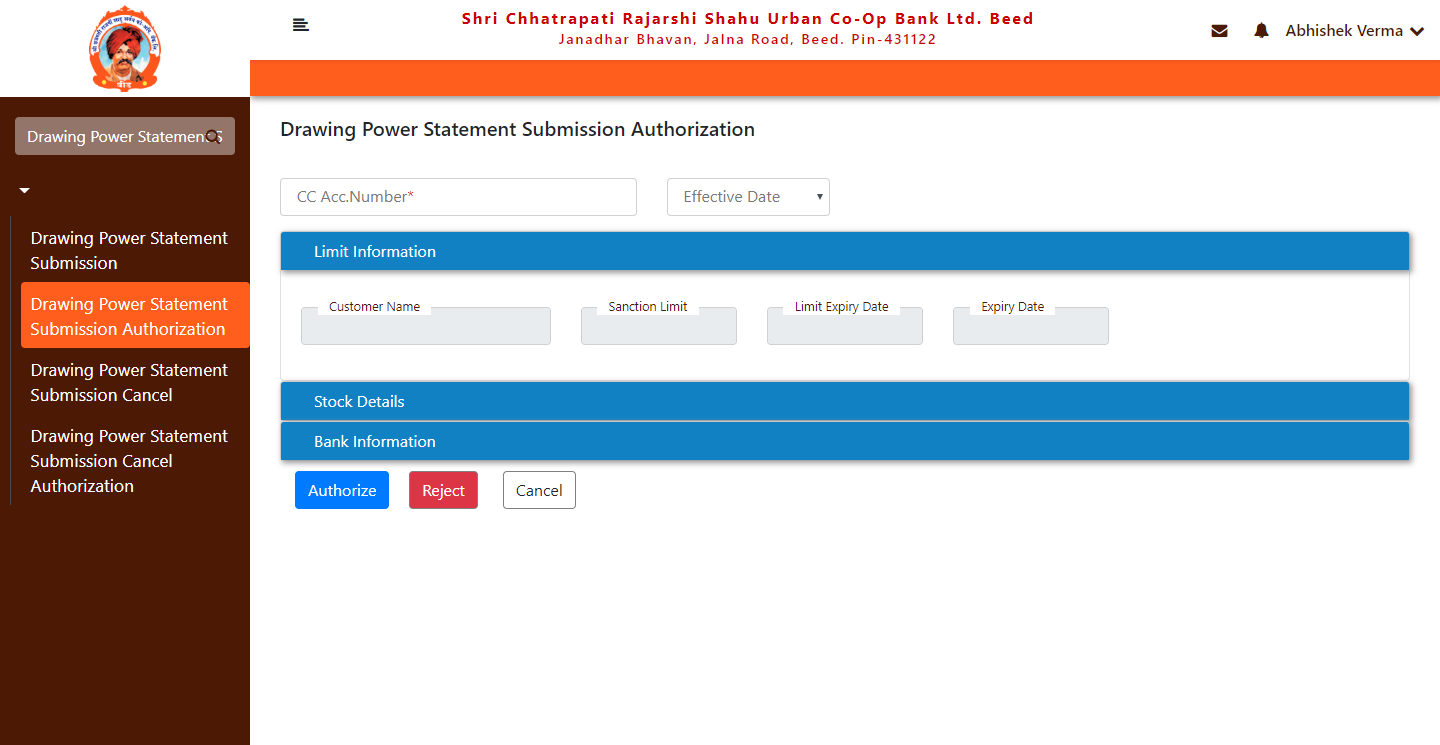 बीड
Shri Chhatrapati Rajarshi Shahu Urban Co-Op Bank Ltd. Beed
Janadhar Bhavan, Jalna Road, Beed. Pin-431122
Abhishek Verma
Drawing Power Statement S
Drawing Power Statement
Submission
Drawing Power Statement
Submission Authorization
Drawing Power Statement
Submission Cancel
Drawing Power Statement
Submission Cancel
Authorization
Drawing Power Statement Submission Authorization
CC Acc.Number*
Effective Date
Limit Information
Customer Name
Sanction Limit
Limit Expiry Date
Expiry Date
Stock Details
Bank Information
Authorize
Reject
Cancel